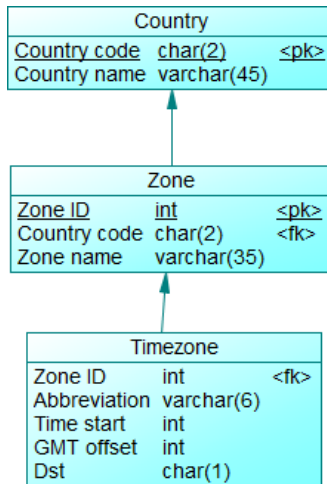 Country
Country code char(2) <pk>
Country name varchar(45)
Zone
Zone ID int <pk>
Country code char(2) <fk>
Zone name varchar(35)
Timezone
Zone ID int <fk>
Abbreviation varchar(6)
Time start int
GMT offset int
Dst char(1)